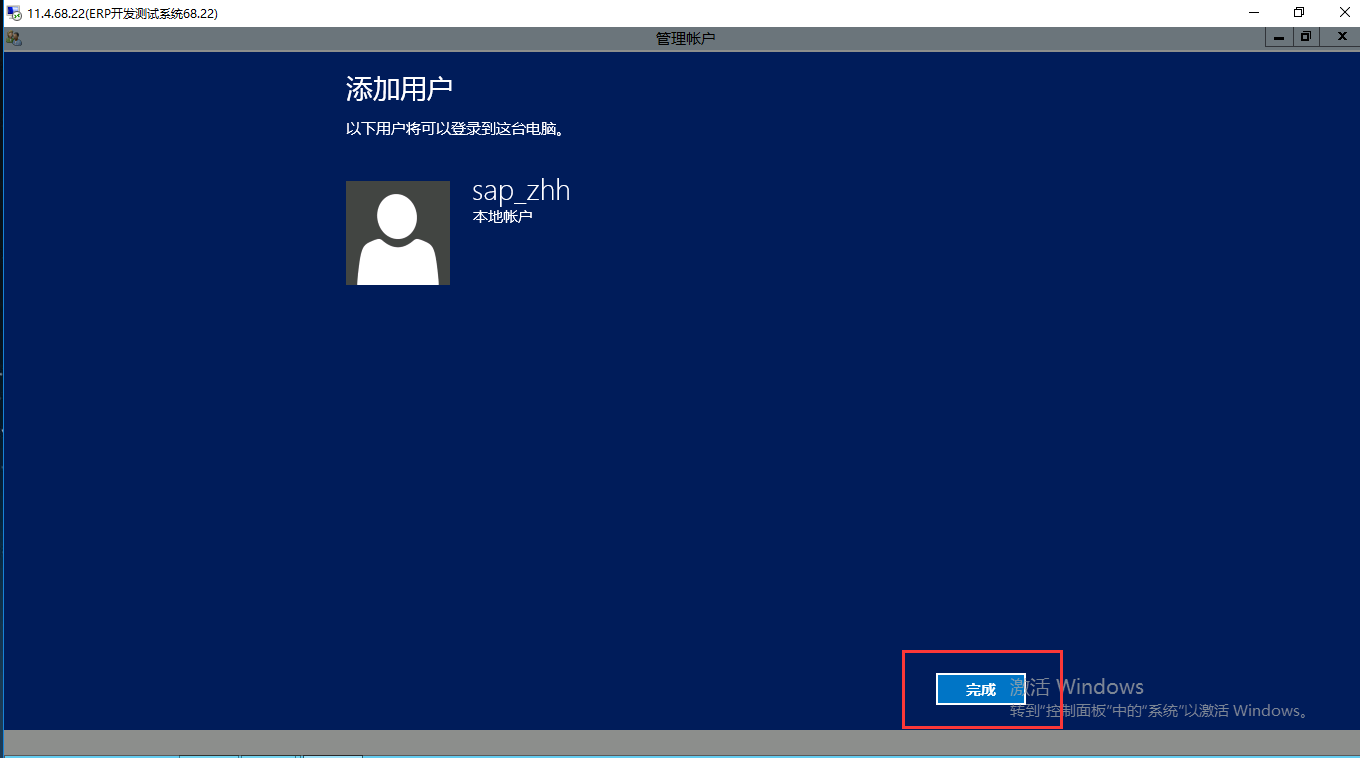 11.4.68.22(ERP开发测试系统68.22)
管理帐户
添加用户
以下用户将可以登录到这台电脑。
sap_zhh
本地帐户
完成
激活 Windows
转到"控制面板"中的"系统"以激活 Windows。